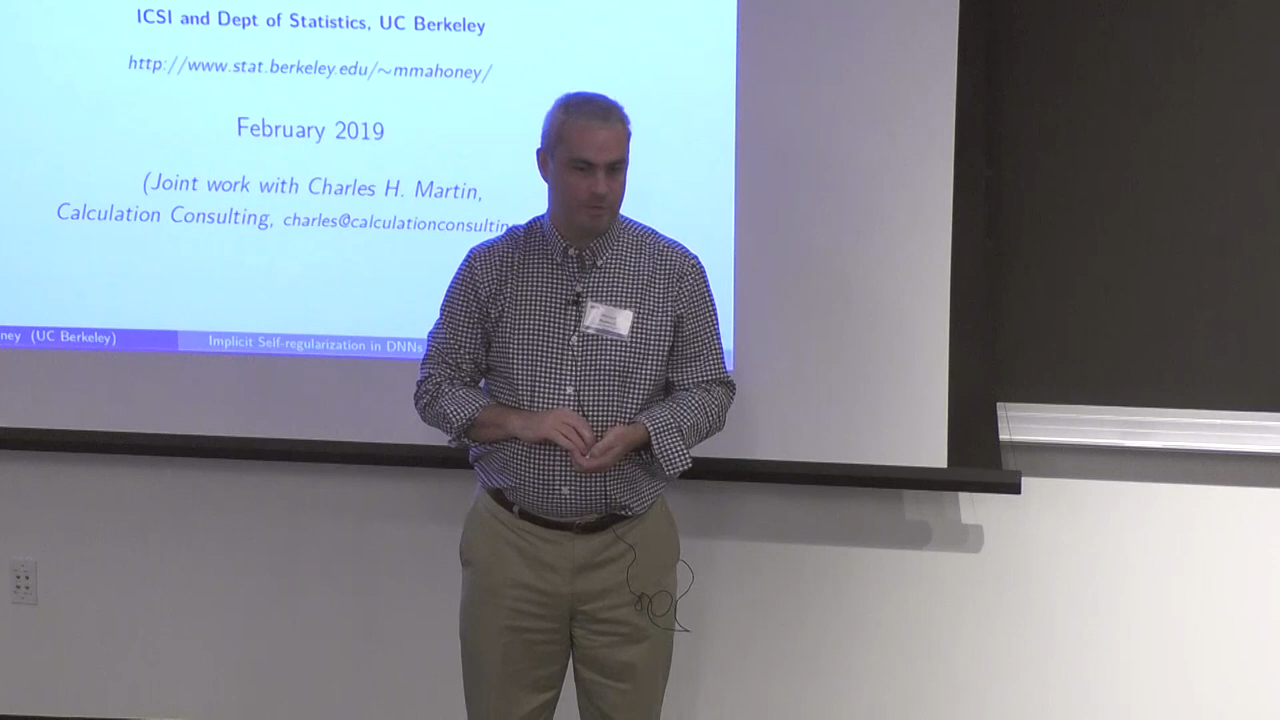 ICSI and Dept of Statistics, UC Berkeley
http://www.stat.berkeley.edu/~mmahoney/
February 2019
(Joint work with Charles H. Martin,
Calculation Consulting, charles@calculationconsultin
ney (UC Berkeley)
Implicit Self-regularization in DNNs